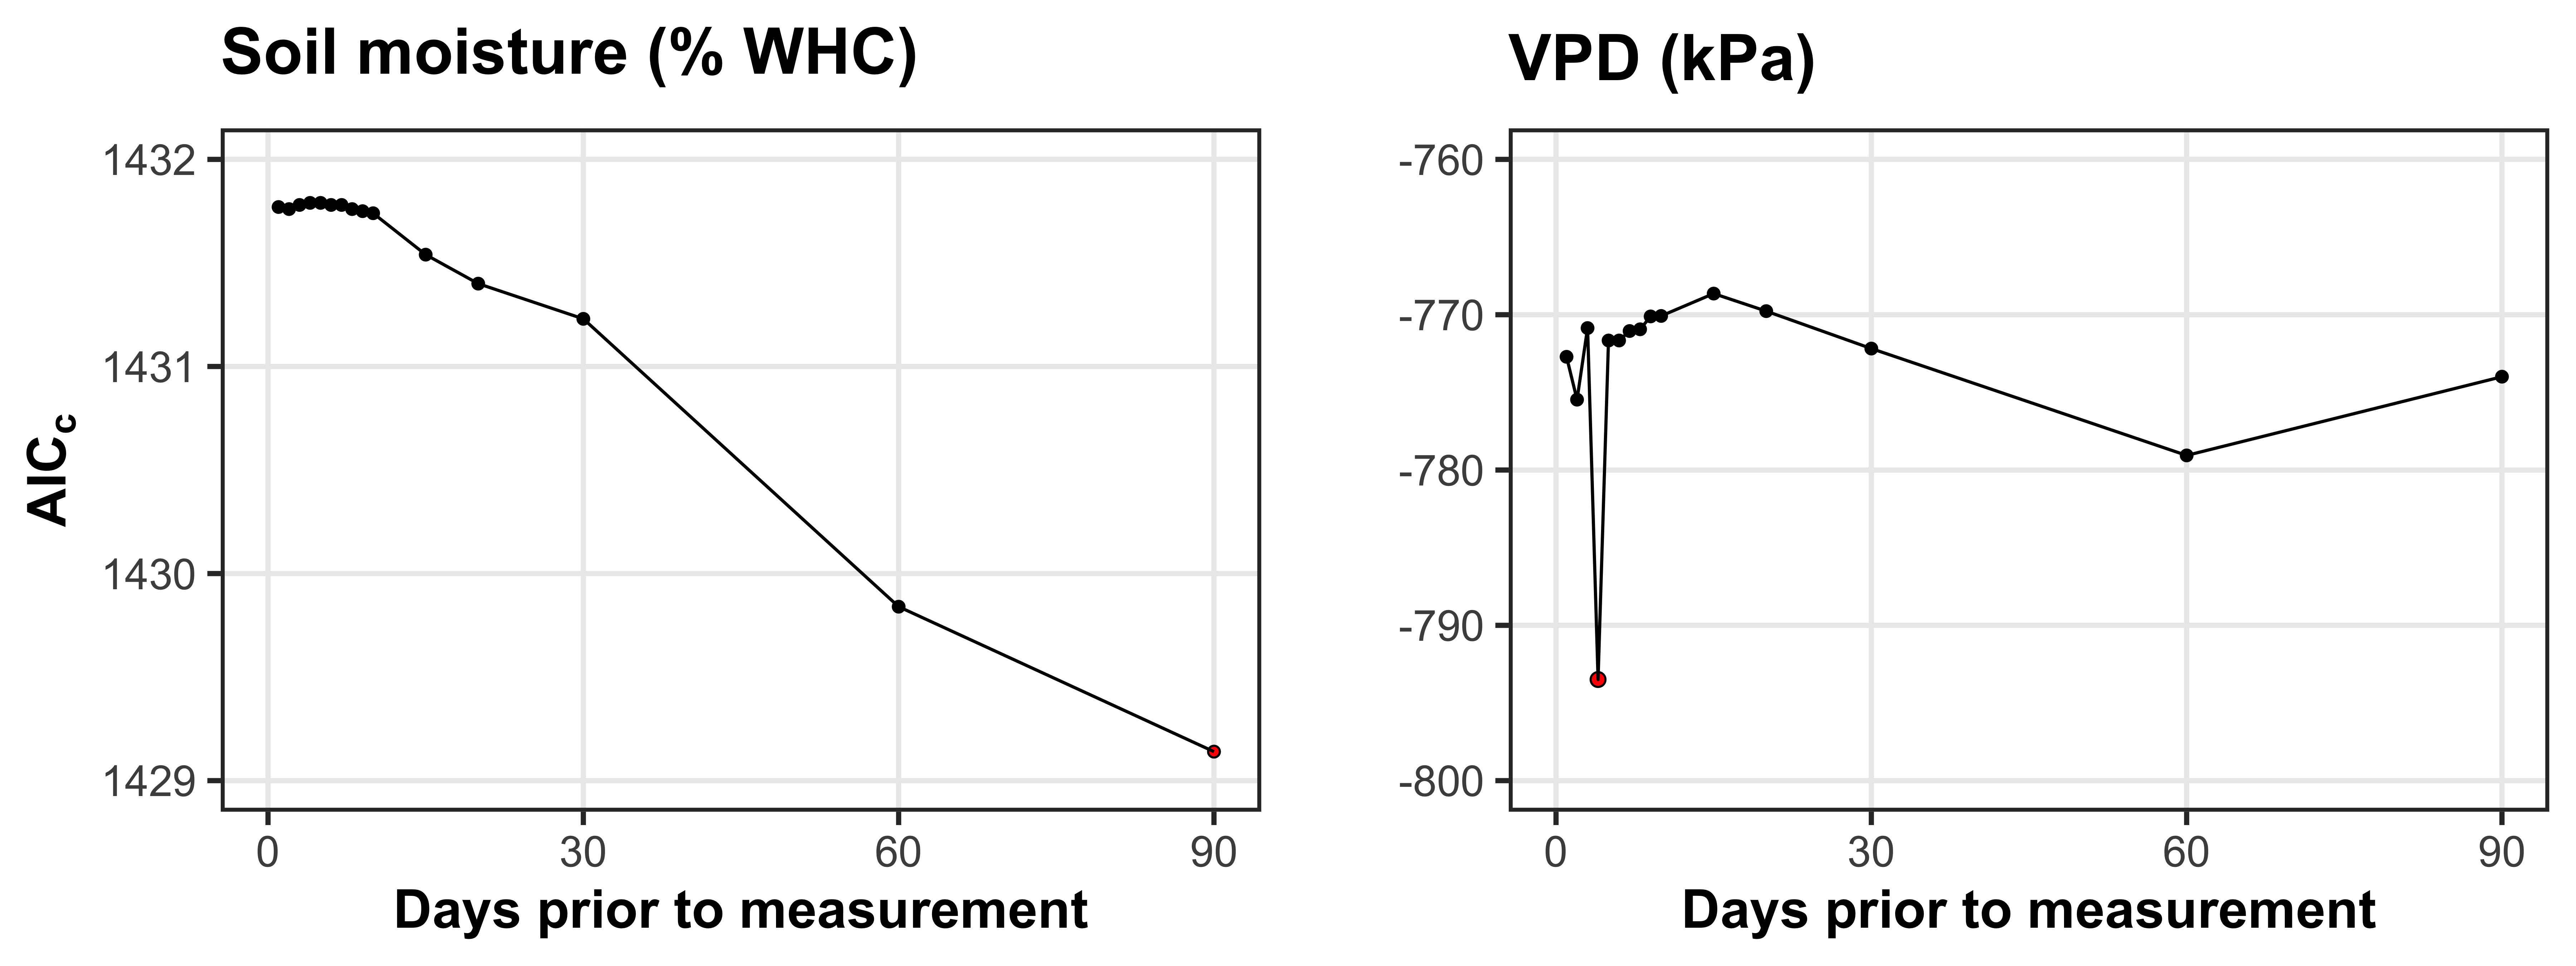 Soil moisture (% WHC)
VPD (kPa)
AICc
1432
1431
1430
1429
0 30 60 90
Days prior to measurement
-760
-770
-780
-790
-800
0 30 60 90
Days prior to measurement